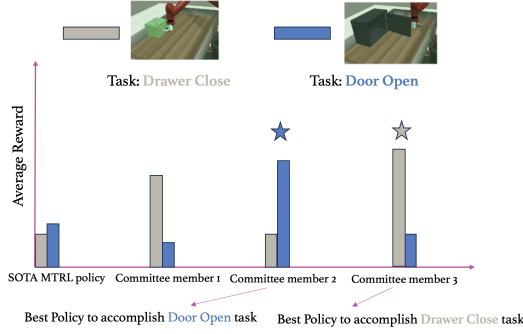 Task: Drawer Close
Task: Door Open
Average Reward
SOTA MTRL policy
Committee member 1
Committee member 2
Committee member 3
Best Policy to accomplish Door Open task
Best Policy to accomplish Drawer Close task